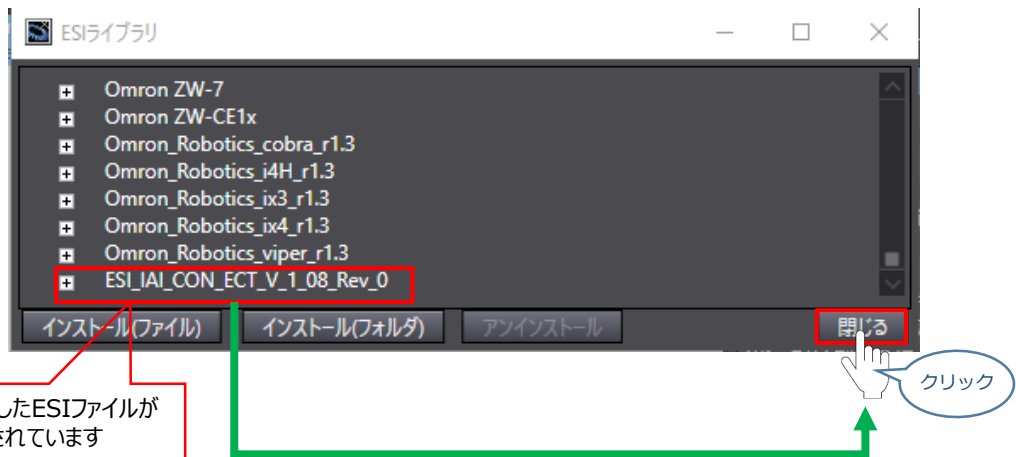 ESIライブラリ
Omron ZW-7
Omron ZW-CE1x
Omron_Robotics_cobra_r1.3
Omron_Robotics_i4H_r1.3
Omron_Robotics_ix3_r1.3
Omron_Robotics_ix4_r1.3
Omron_Robotics_viper_r1.3
ESI_IAI_CON_ECT_V_1_08_Rev_0
インストール(ファイル) インストール(フォルダ) アンインストール 閉じる
クリック
したESIファイルが
されています